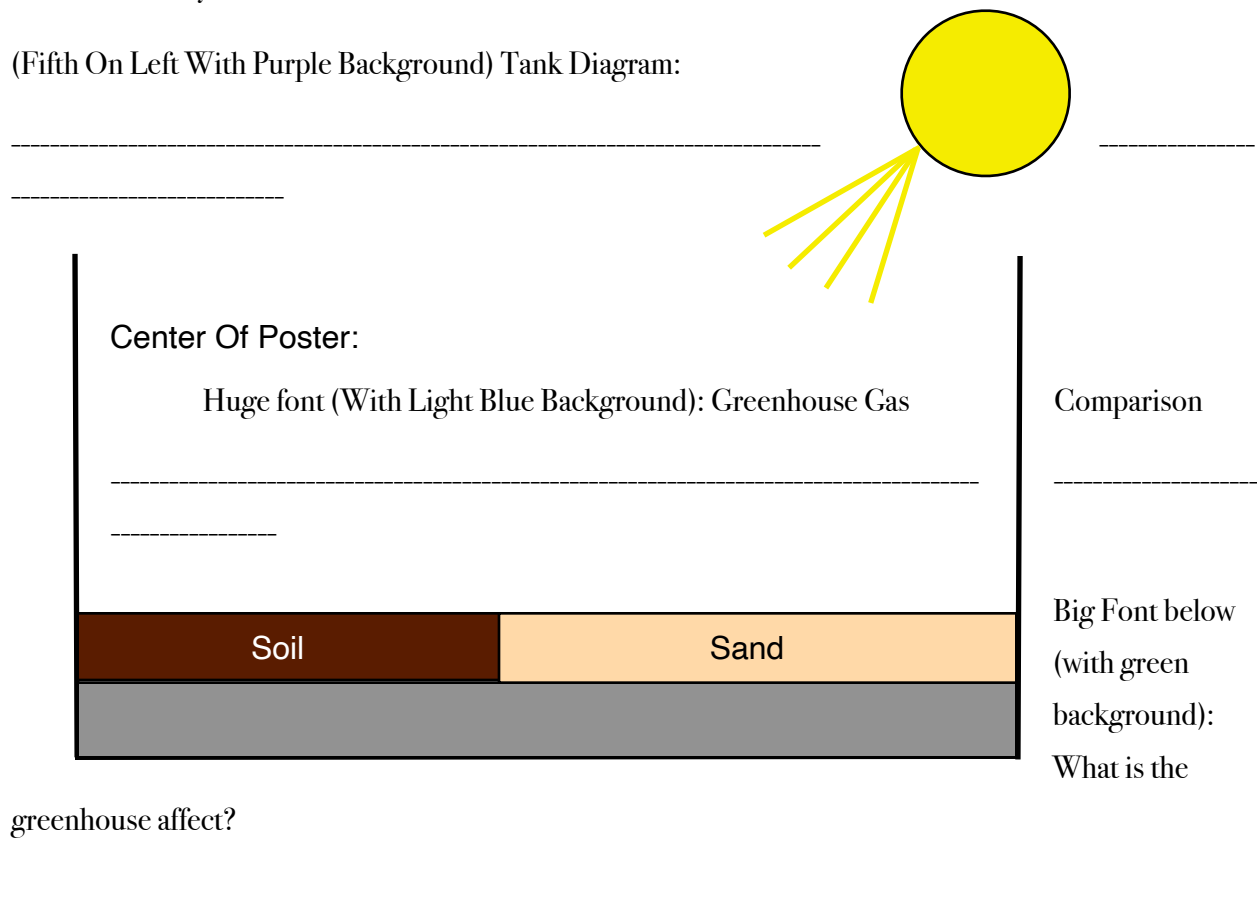 (Fifth On Left With Purple Background) Tank Diagram:
Center Of Poster:
Huge font (With Light Blue Background): Greenhouse Gas Comparison
Soil
Sand
Big Font below
(with green
background):
What is the
greenhouse affect?